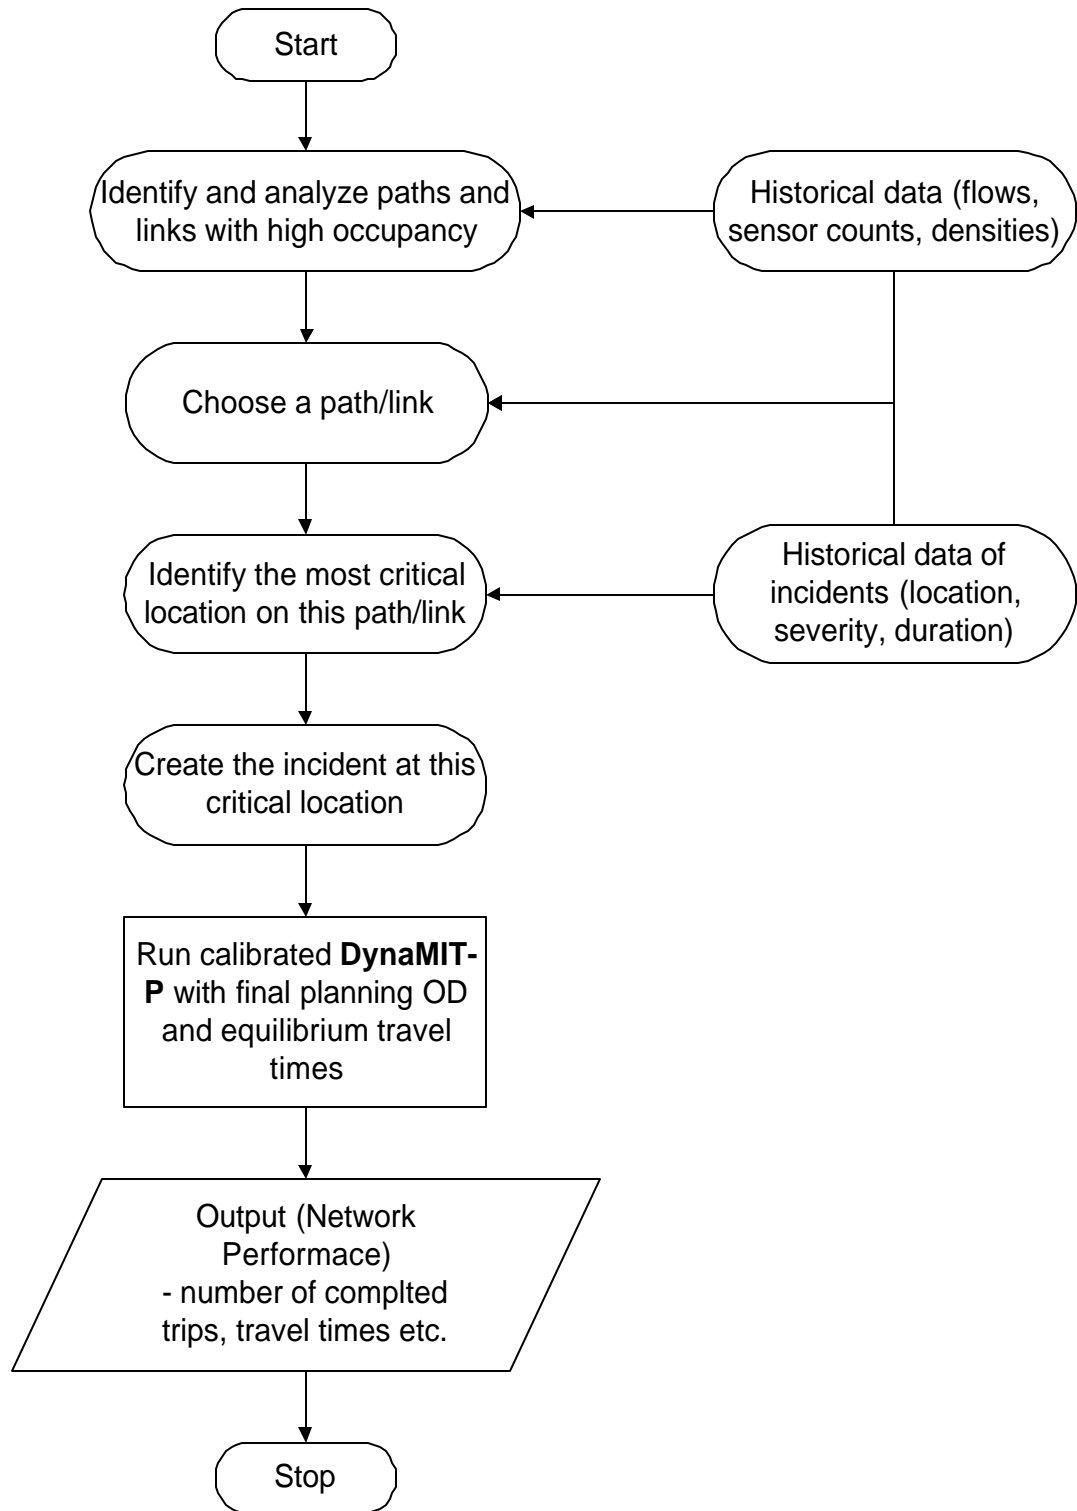 Start
Identify and analyze paths and
links with high occupancy
Historical data (flows,
sensor counts, densities)
Choose a path/link
Identify the most critical
location on this path/link
Historical data of
incidents (location,
severity, duration)
Create the incident at this
critical location
Run calibrated DynaMIT-
P with final planning OD
and equilibrium travel
times
Output (Network
Performace)
- number of complted
trips, travel times etc.
Stop